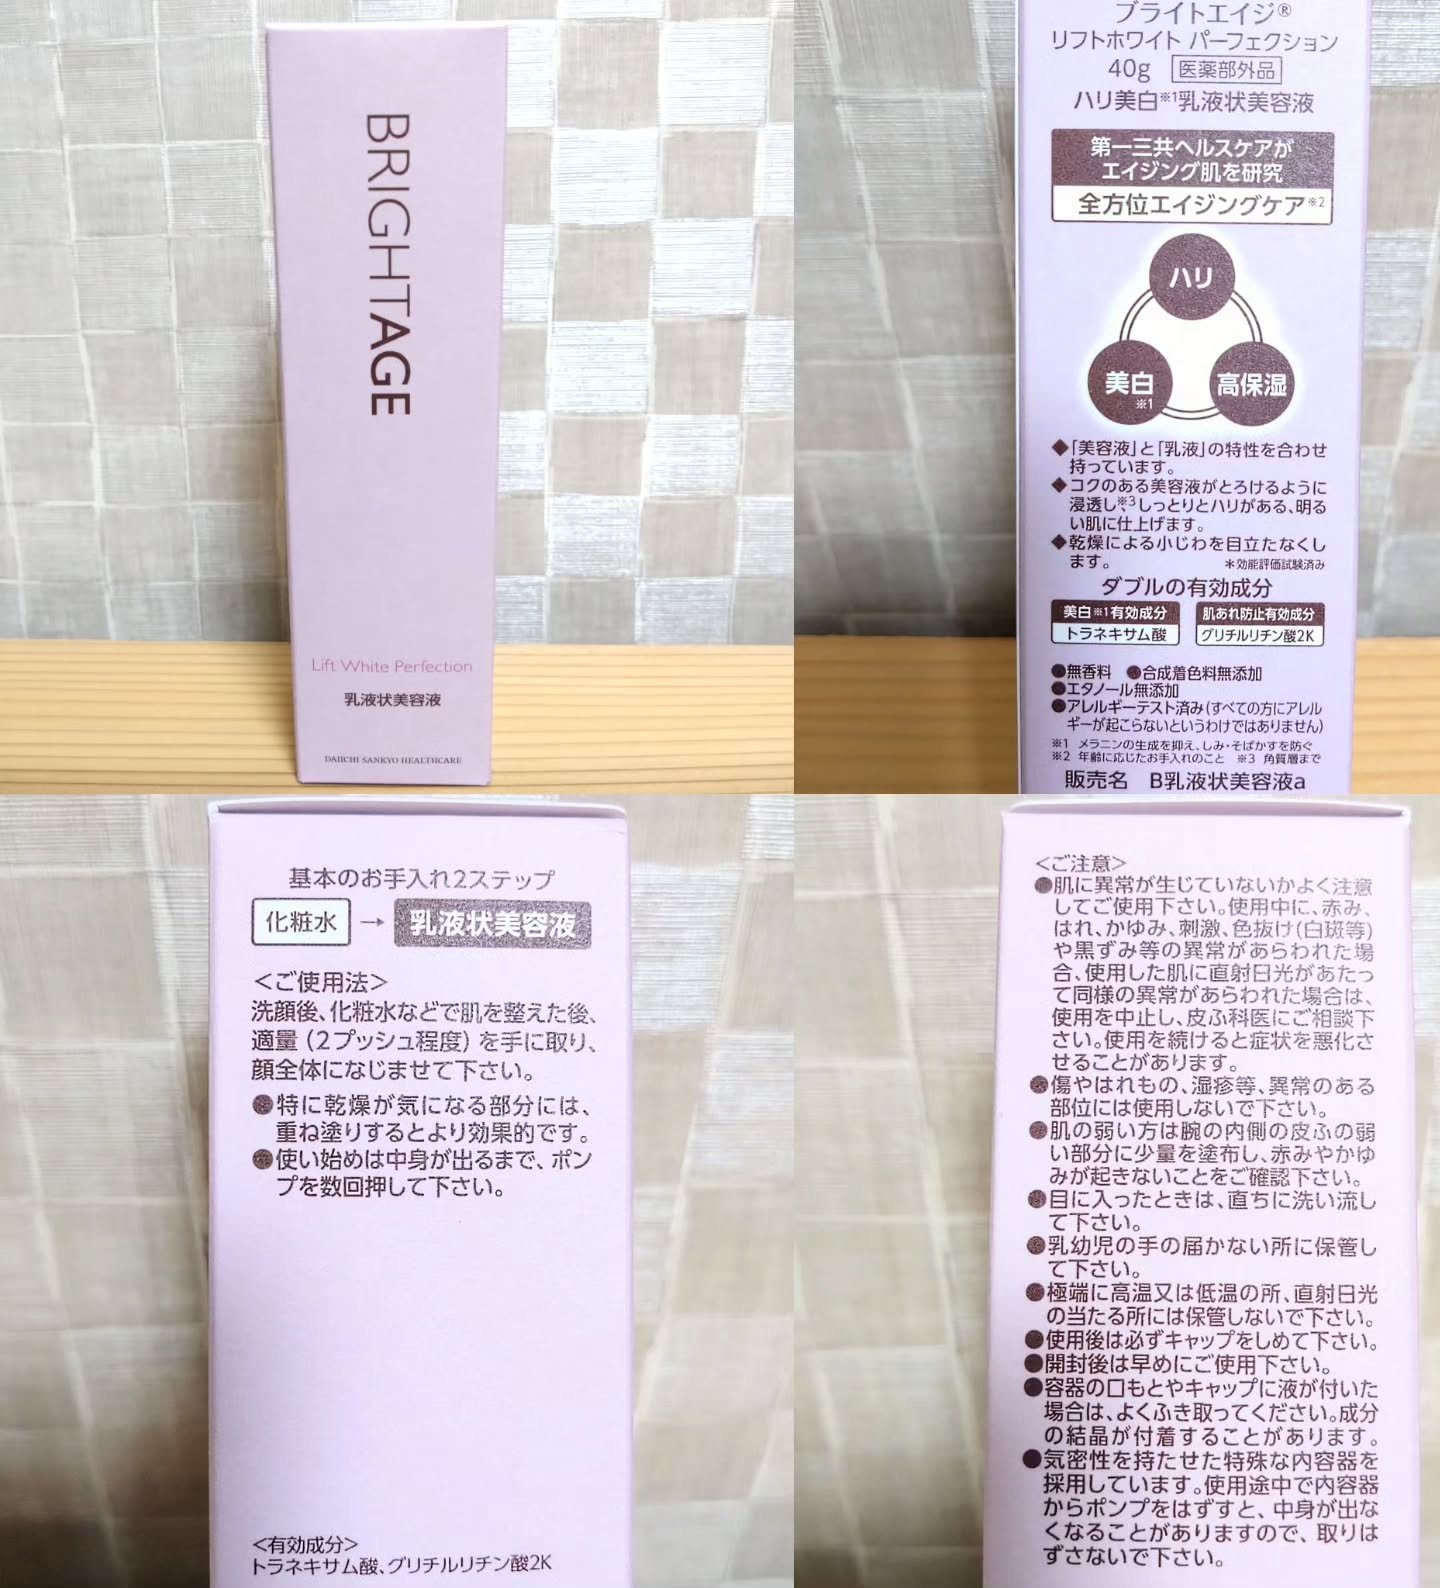 BRIGHTAGE
Lift White Perfection
乳液状美容液
DAIICHI SANKYO HEALTHCARE
ブライトエイジ®
リフトホワイト パーフェクション
40g 医薬部外品
ハリ美白※1乳液状美容液
第一三共ヘルスケアが
エイジング肌を研究
全方位エイジングケア※2
ハリ
美白
※1
高保湿
◆「美容液」と「乳液」の特性を合わせ
持っています。
◆コクのある美容液がとろけるように
浸透し※3、しっとりとハリがある、明る
い肌に仕上げます。
◆乾燥による小じわを目立たなくし
ます。 *効能評価試験済み
ダブルの有効成分
美白※1有効成分 肌あれ防止有効成分
トラネキサム酸 グリチルリチン酸2K
●無香料 ●合成着色料無添加
●エタノール無添加
●アレルギーテスト済み(すべての方にアレル
ギーが起こらないというわけではありません)
※1 メラニンの生成を抑え、しみ・そばかすを防ぐ
※2 年齢に応じたお手入れのこと ※3 角質層まで
販売名 B乳液状美容液a
基本のお手入れ2ステップ
化粧水 → 乳液状美容液
<ご使用法>
洗顔後、化粧水などで肌を整えた後、
適量(2プッシュ程度)を手に取り、
顔全体になじませて下さい。
●特に乾燥が気になる部分には、
重ね塗りするとより効果的です。
●使い始めは中身が出るまで、ポン
プを数回押して下さい。
<有効成分>
トラネキサム酸、グリチルリチン酸2K
<ご注意>
●肌に異常が生じていないかよく注意
してご使用下さい。使用中に、赤み、
はれ、かゆみ、刺激、色抜け(白斑等)
や黒ずみ等の異常があらわれた場
合、使用した肌に直射日光があたっ
て同様の異常があらわれた場合は、
使用を中止し、皮ふ科医にご相談下
さい。使用を続けると症状を悪化さ
せることがあります。
●傷やはれもの、湿疹等、異常のある
部位には使用しないで下さい。
●肌の弱い方は腕の内側の皮ふの弱
い部分に少量を塗布し、赤みやかゆ
みが起きないことをご確認下さい。
●目に入ったときは、直ちに洗い流し
て下さい。
●乳幼児の手の届かない所に保管し
て下さい。
●極端に高温又は低温の所、直射日光
の当たる所には保管しないで下さい。
●使用後は必ずキャップをしめて下さい。
●開封後は早めにご使用下さい。
●容器の口もとやキャップに液が付いた
場合は、よくふき取ってください。成分
の結晶が付着することがあります。
●気密性を持たせた特殊な内容器を
採用しています。使用途中で内容器
からポンプをはずすと、中身が出な
くなることがありますので、取りは
ずさないで下さい。